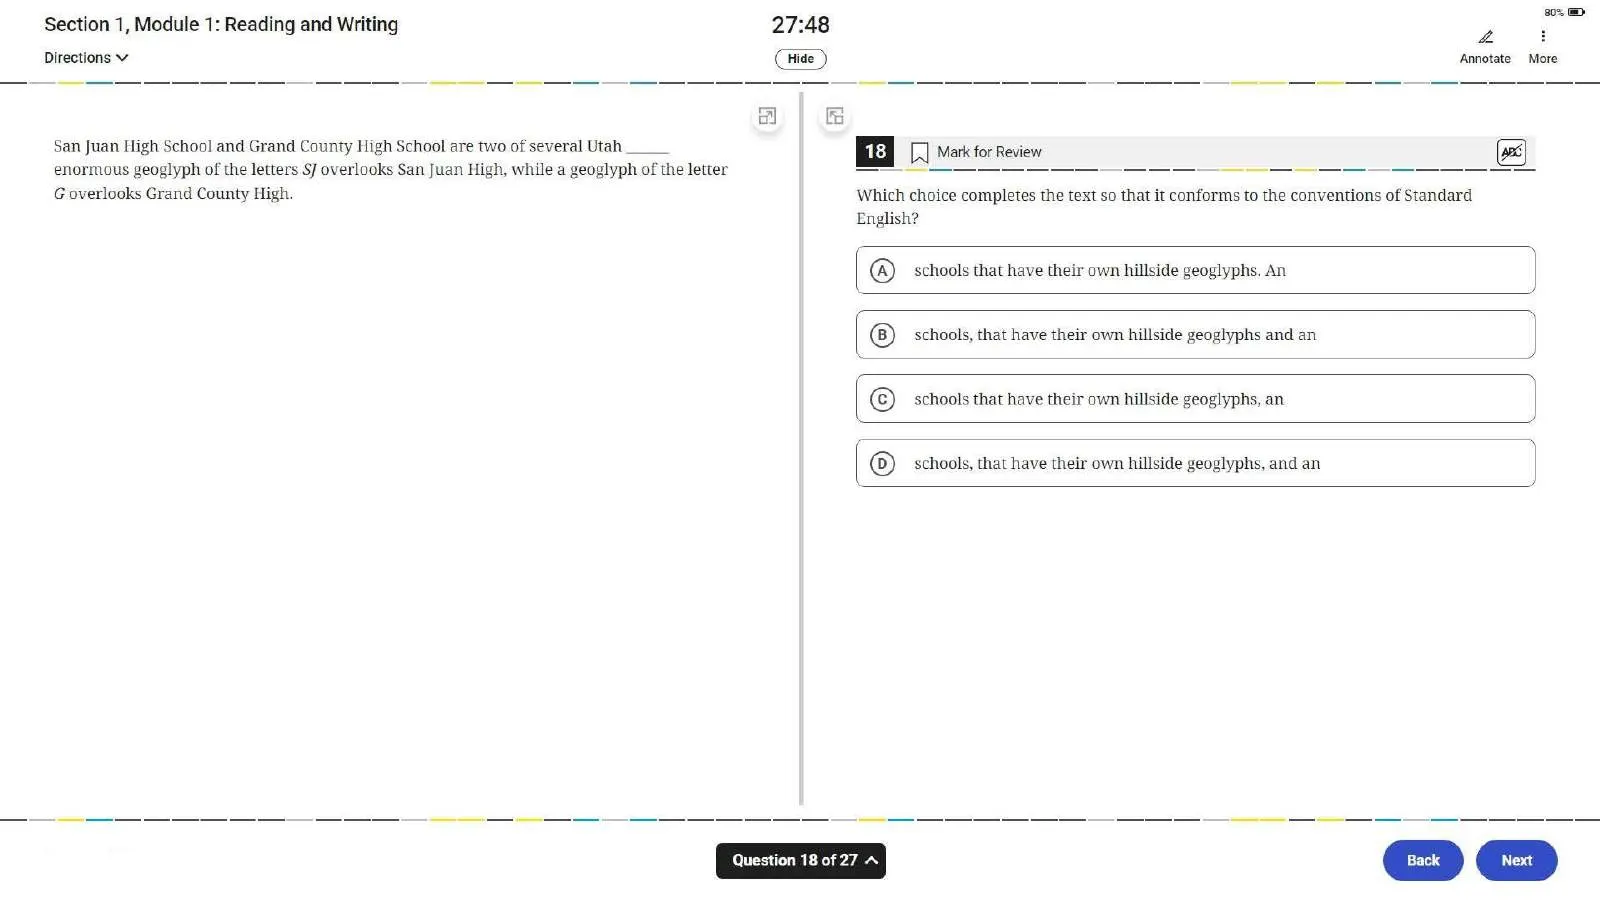 Section 1, Module 1: Reading and Writing
Directions
27:48
Hide
80%
Annotate
More
San Juan High School and Grand County High School are two of several Utah ______
enormous geoglyph of the letters SJ overlooks San Juan High, while a geoglyph of the letter
G overlooks Grand County High.
18
Mark for Review
ABC
Which choice completes the text so that it conforms to the conventions of Standard
English?
A schools that have their own hillside geoglyphs. An
B schools, that have their own hillside geoglyphs and an
C schools that have their own hillside geoglyphs, an
D schools, that have their own hillside geoglyphs, and an
Question 18 of 27
Back
Next